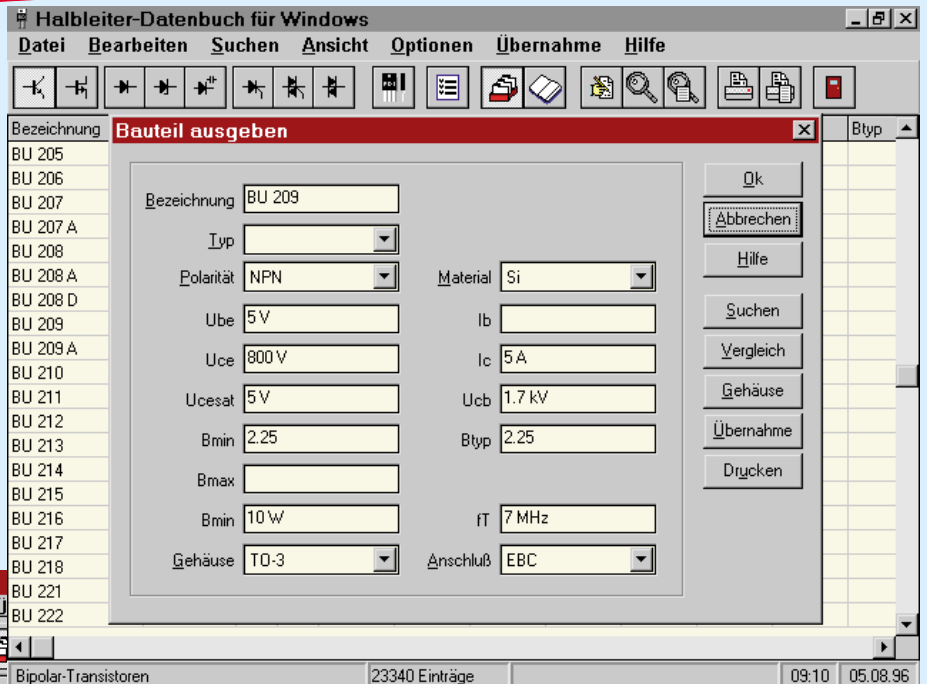 Halbleiter-Datenbuch für Windows
Datei Bearbeiten Suchen Ansicht Optionen Übernahme Hilfe
Bezeichnung
Btyp
BU 205
BU 206
BU 207
BU 207 A
BU 208
BU 208 A
BU 208 D
BU 209
BU 209 A
BU 210
BU 211
BU 212
BU 213
BU 214
BU 215
BU 216
BU 217
BU 218
BU 221
BU 222
Bauteil ausgeben
Bezeichnung BU 209
Typ
Polarität NPN Material Si
Ube 5 V Ib
Uce 800 V Ic 5 A
Ucesat 5 V Ucb 1.7 kV
Bmin 2.25 Btyp 2.25
Bmax
Bmin 10 W fT 7 MHz
Gehäuse TO-3 Anschluß EBC
Ok
Abbrechen
Hilfe
Suchen
Vergleich
Gehäuse
Übernahme
Drucken
Bipolar-Transistoren 23340 Einträge 09:10 05.08.96